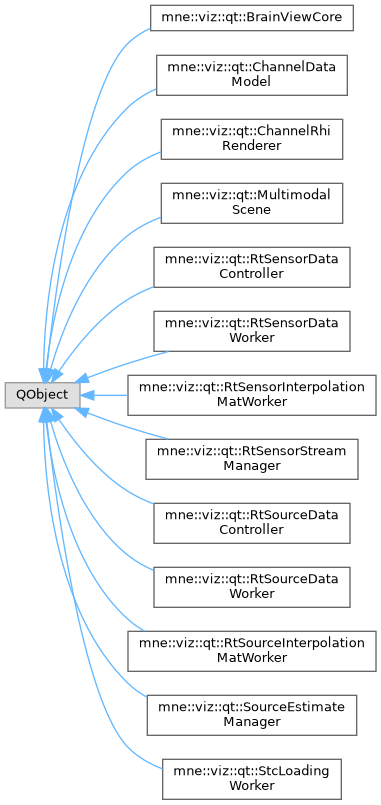 mne::viz::qt::BrainViewCore
mne::viz::qt::ChannelData
Model
mne::viz::qt::ChannelRhi
Renderer
mne::viz::qt::Multimodal
Scene
mne::viz::qt::RtSensorData
Controller
mne::viz::qt::RtSensorData
Worker
mne::viz::qt::RtSensorInterpolation
MatWorker
QObject
mne::viz::qt::RtSensorStream
Manager
mne::viz::qt::RtSourceData
Controller
mne::viz::qt::RtSourceData
Worker
mne::viz::qt::RtSourceInterpolation
MatWorker
mne::viz::qt::SourceEstimate
Manager
mne::viz::qt::StcLoading
Worker